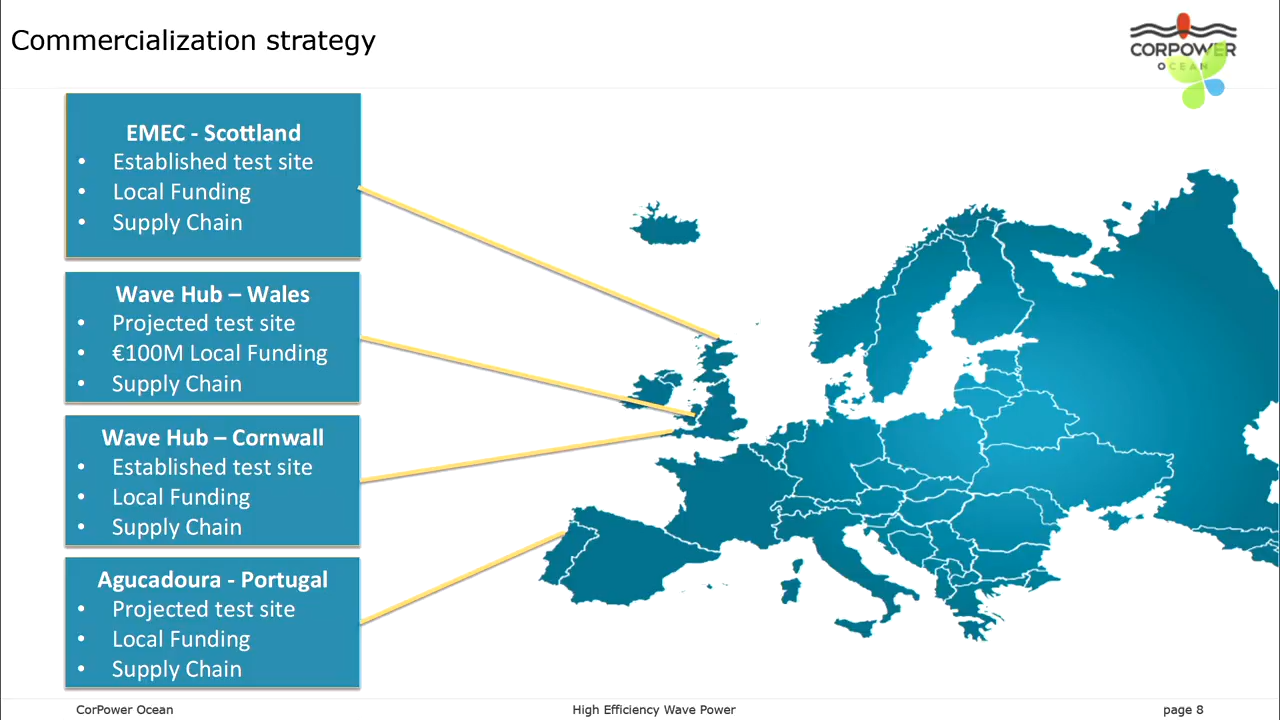 Commercialization strategy
CORPOWER
OCEAN
EMEC - Scottland
• Established test site
• Local Funding
• Supply Chain
Wave Hub – Wales
• Projected test site
• €100M Local Funding
• Supply Chain
Wave Hub – Cornwall
• Established test site
• Local Funding
• Supply Chain
Agucadoura - Portugal
• Projected test site
• Local Funding
• Supply Chain
CorPower Ocean
High Efficiency Wave Power
page 8